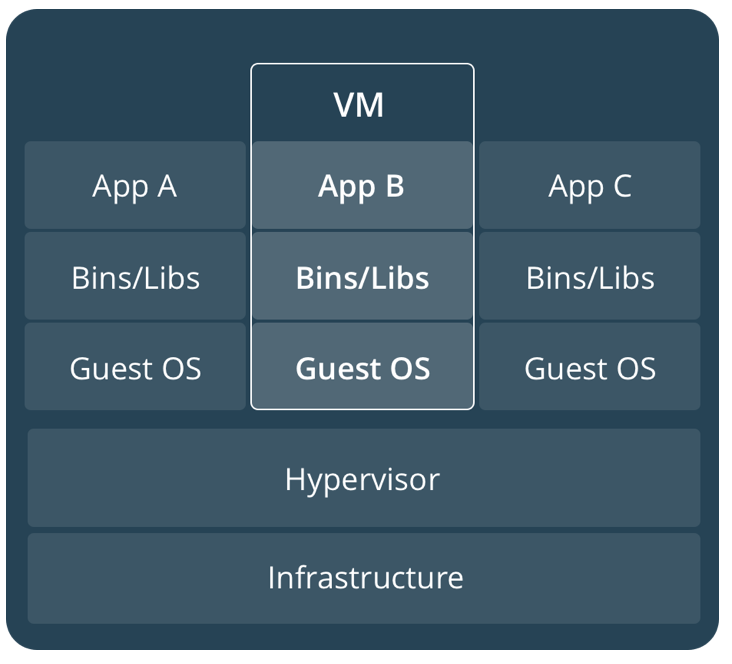 VM
App A
App B
App C
Bins/Libs
Bins/Libs
Bins/Libs
Guest OS
Guest OS
Guest OS
Hypervisor
Infrastructure